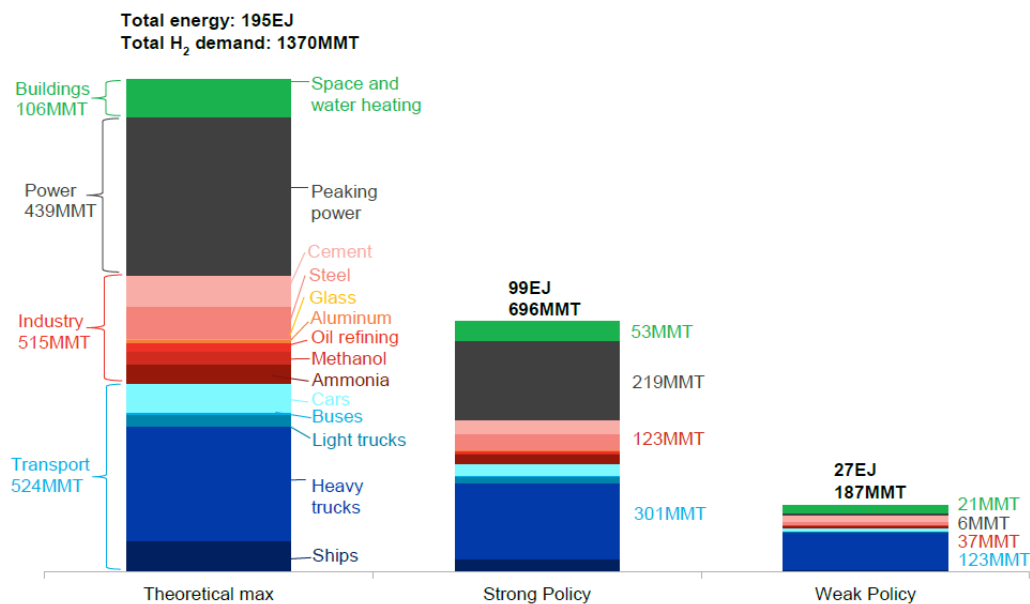 Total energy: 195EJ
Total H₂ demand: 1370MMT
Buildings
106MMT
Space and
water heating
Power
439MMT
Peaking
power
Industry
515MMT
Cement
Steel
Glass
Aluminum
Oil refining
Methanol
Ammonia
Transport
524MMT
Cars
Buses
Light trucks
Heavy
trucks
Ships
99EJ
696MMT
53MMT
219MMT
123MMT
301MMT
27EJ
187MMT
21MMT
6MMT
37MMT
123MMT
Theoretical max
Strong Policy
Weak Policy